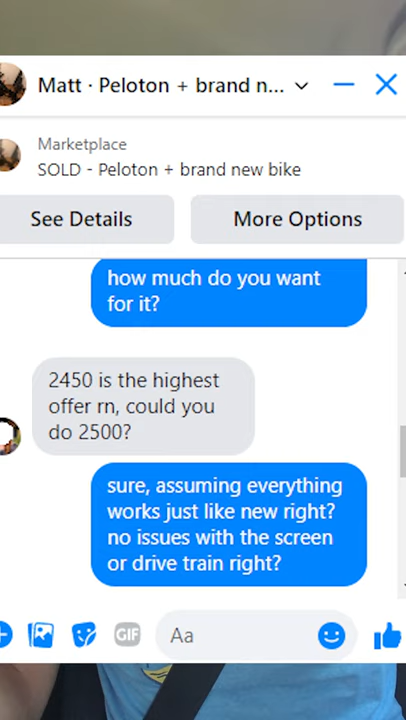 Matt · Peloton + brand n...
Marketplace
SOLD - Peloton + brand new bike
See Details
More Options
how much do you want
for it?
2450 is the highest
offer rn, could you
do 2500?
sure, assuming everything
works just like new right?
no issues with the screen
or drive train right?
GIF
Aa